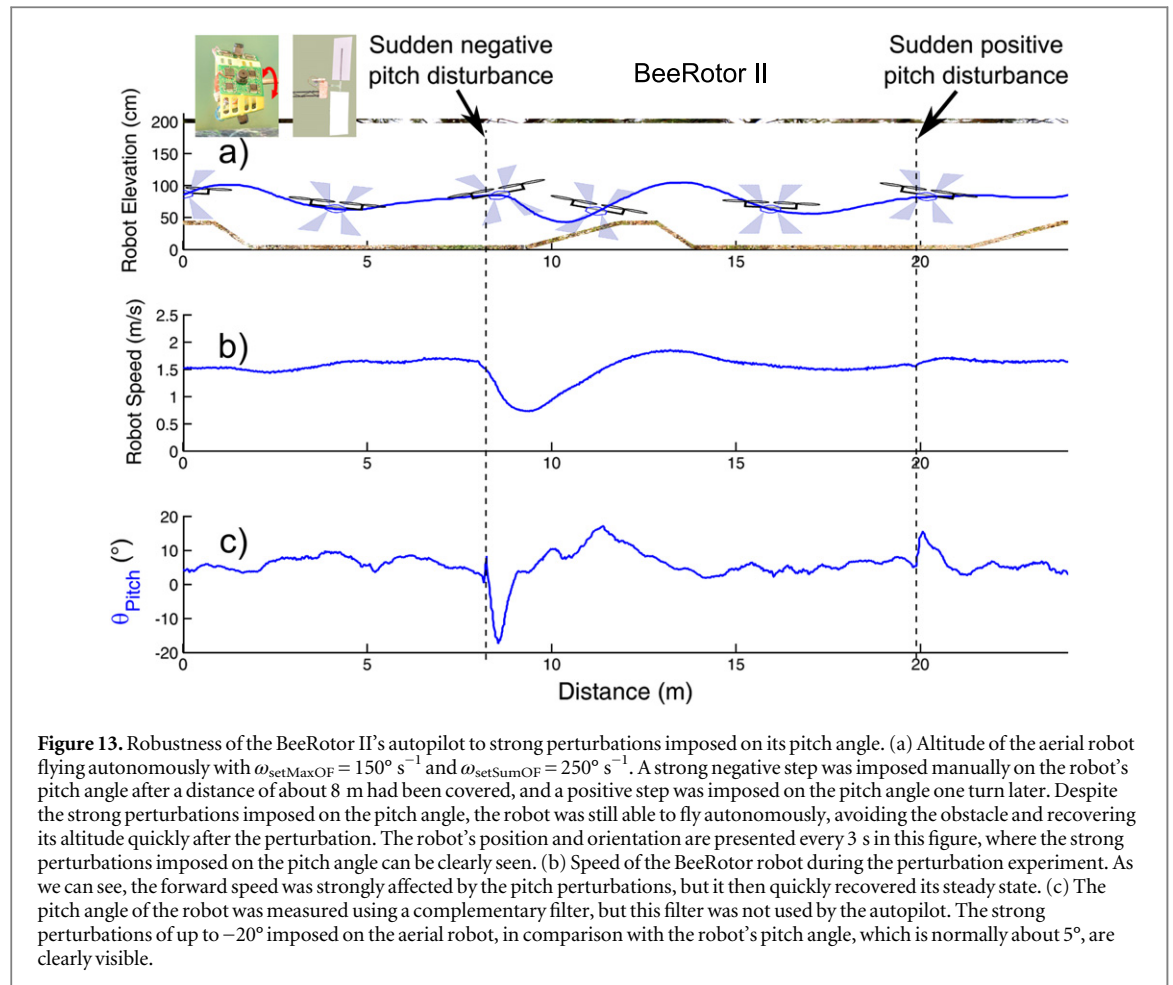 Sudden negative
pitch disturbance
BeeRotor II
Sudden positive
pitch disturbance
a)
Robot Elevation (cm)
200
150
100
50
0
0
5
10
15
20
b)
Robot Speed (m/s)
2.5
2
1.5
1
0.5
0
0
5
10
15
20
c)
θPitch (°)
20
10
0
-10
-20
0
5
10
15
20
Distance (m)
Figure 13. Robustness of the BeeRotor II's autopilot to strong perturbations imposed on its pitch angle. (a) Altitude of the aerial robot
flying autonomously with ωsetMaxOF = 150° s−1 and ωsetSumOF = 250° s−1. A strong negative step was imposed manually on the robot's
pitch angle after a distance of about 8 m had been covered, and a positive step was imposed on the pitch angle one turn later. Despite
the strong perturbations imposed on the pitch angle, the robot was still able to fly autonomously, avoiding the obstacle and recovering
its altitude quickly after the perturbation. The robot's position and orientation are presented every 3 s in this figure, where the strong
perturbations imposed on the pitch angle can be clearly seen. (b) Speed of the BeeRotor robot during the perturbation experiment. As
we can see, the forward speed was strongly affected by the pitch perturbations, but it then quickly recovered its steady state. (c) The
pitch angle of the robot was measured using a complementary filter, but this filter was not used by the autopilot. The strong
perturbations of up to −20° imposed on the aerial robot, in comparison with the robot's pitch angle, which is normally about 5°, are
clearly visible.